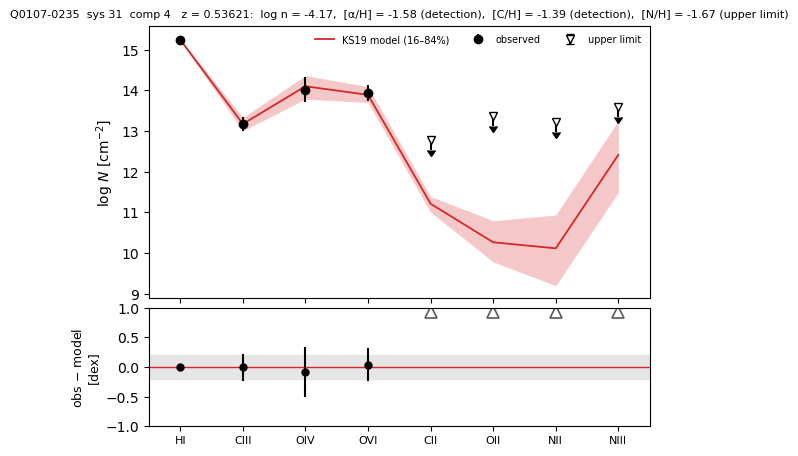 Q0107-0235  sys 31  comp 4   z = 0.53621:  log n = -4.17,  [α/H] = -1.58 (detection),  [C/H] = -1.39 (detection),  [N/H] = -1.67 (upper limit)
KS19 model (16–84%)
observed
upper limit
log N [cm⁻²]
15
14
13
12
11
10
9
obs − model
[dex]
1.0
0.5
0.0
−0.5
−1.0
HI
CIII
OIV
OVI
CII
OII
NII
NIII